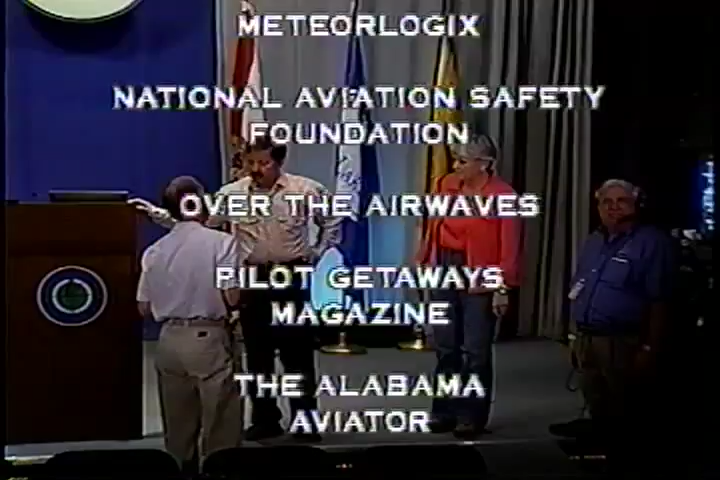 METEORLOGIX
NATIONAL AVIATION SAFETY
FOUNDATION
OVER THE AIRWAVES
PILOT GETAWAYS
MAGAZINE
THE ALABAMA
AVIATOR